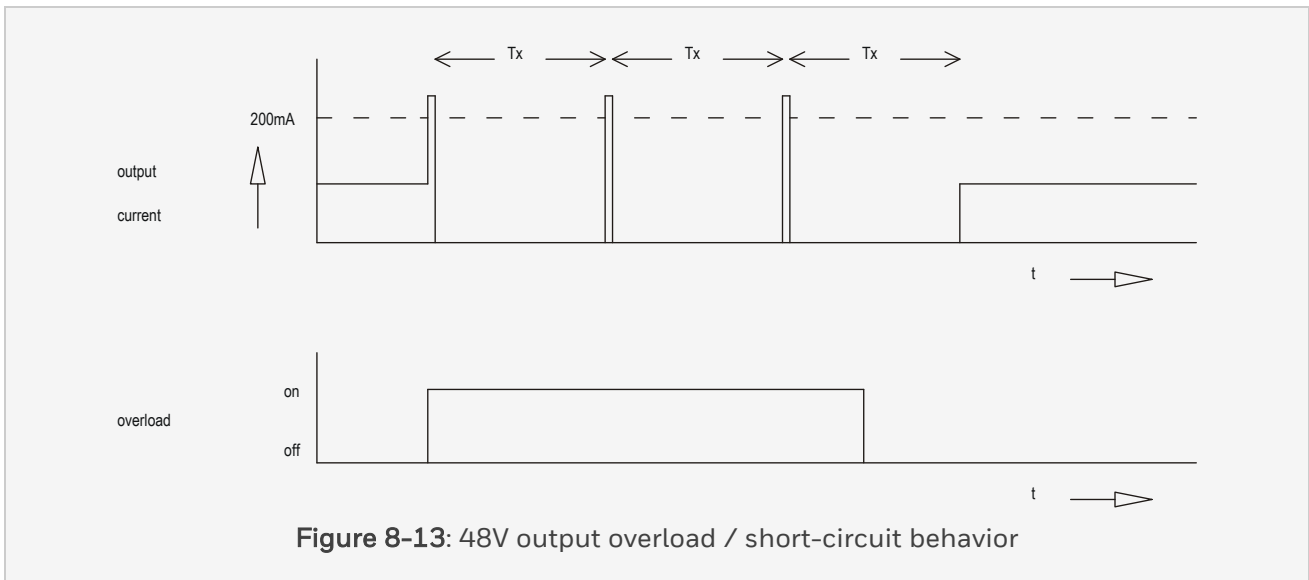 Tx Tx Tx
200mA
output
current
t
on
overload
off
t
Figure 8-13: 48V output overload / short-circuit behavior